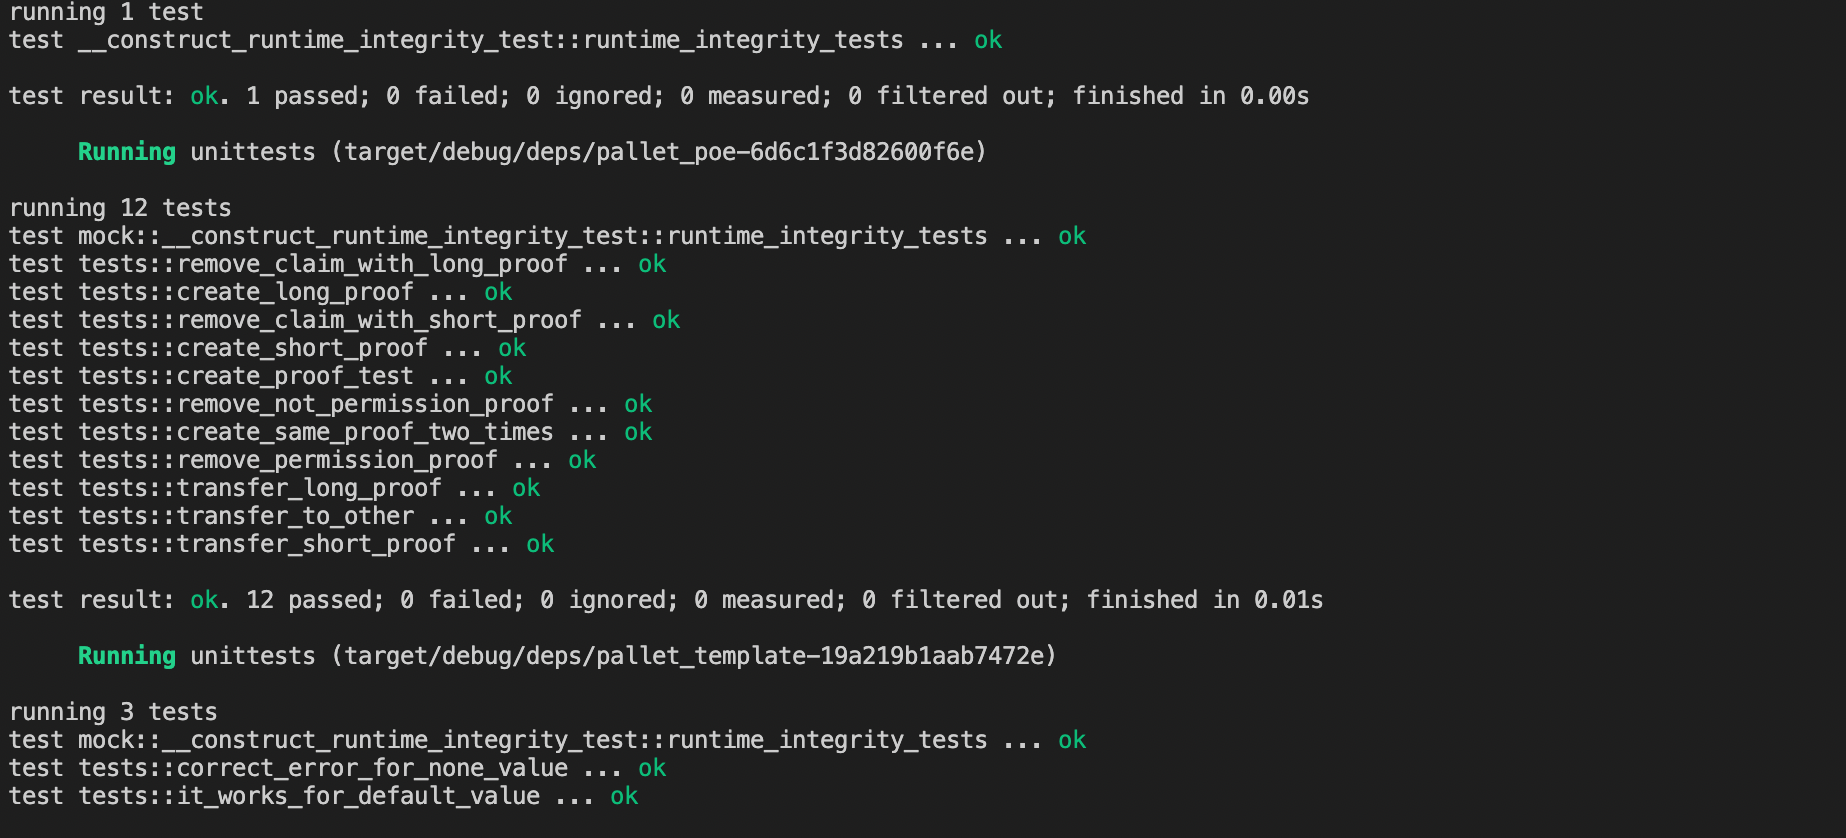 running 1 test
test __construct_runtime_integrity_test::runtime_integrity_tests ... ok
test result: ok. 1 passed; 0 failed; 0 ignored; 0 measured; 0 filtered out; finished in 0.00s
Running unittests (target/debug/deps/pallet_poe-6d6c1f3d82600f6e)
running 12 tests
test mock::__construct_runtime_integrity_test::runtime_integrity_tests ... ok
test tests::remove_claim_with_long_proof ... ok
test tests::create_long_proof ... ok
test tests::remove_claim_with_short_proof ... ok
test tests::create_short_proof ... ok
test tests::create_proof_test ... ok
test tests::remove_not_permission_proof ... ok
test tests::create_same_proof_two_times ... ok
test tests::remove_permission_proof ... ok
test tests::transfer_long_proof ... ok
test tests::transfer_to_other ... ok
test tests::transfer_short_proof ... ok
test result: ok. 12 passed; 0 failed; 0 ignored; 0 measured; 0 filtered out; finished in 0.01s
Running unittests (target/debug/deps/pallet_template-19a219b1aab7472e)
running 3 tests
test mock::__construct_runtime_integrity_test::runtime_integrity_tests ... ok
test tests::correct_error_for_none_value ... ok
test tests::it_works_for_default_value ... ok